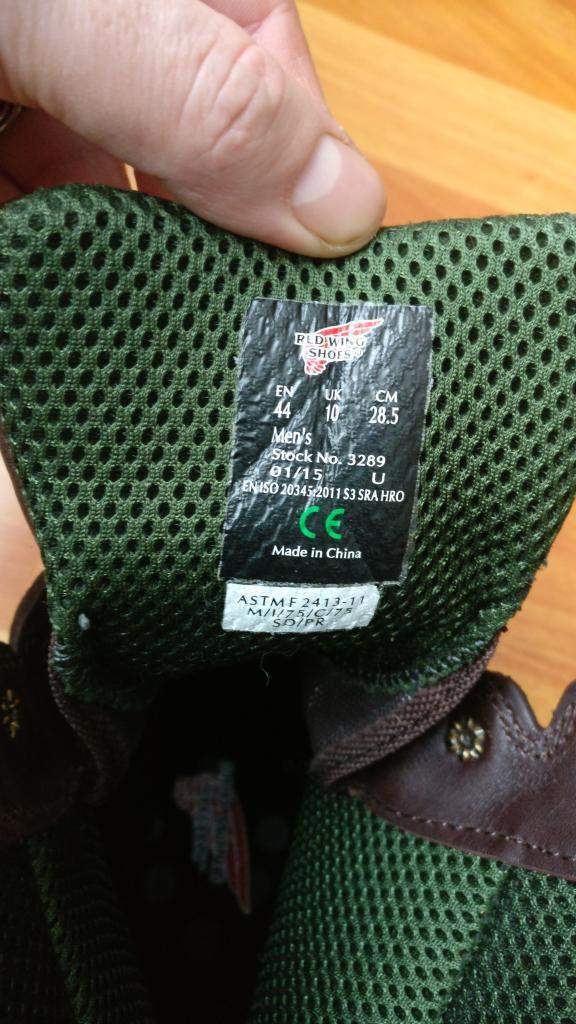 RED WING
SHOES®
EN UK CM
44 10 28.5
Men's
Stock No. 3289
01/15 U
EN ISO 20345:2011 S3 SRA HRO
CE
Made in China
ASTM F 2413-11
M/I/75/C/75
SD/PR